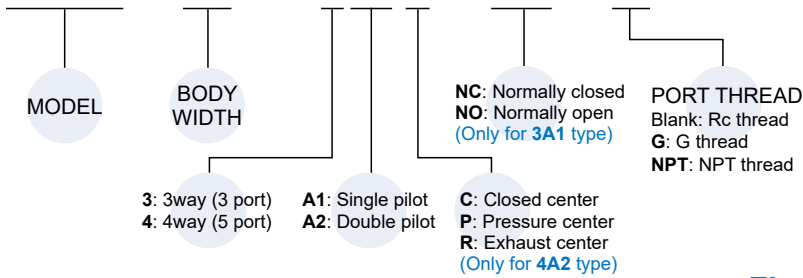 MODEL
BODY
WIDTH
NC: Normally closed
NO: Normally open
(Only for 3A1 type)
PORT THREAD
Blank: Rc thread
G: G thread
NPT: NPT thread
3: 3way (3 port)
4: 4way (5 port)
A1: Single pilot
A2: Double pilot
C: Closed center
P: Pressure center
R: Exhaust center
(Only for 4A2 type)